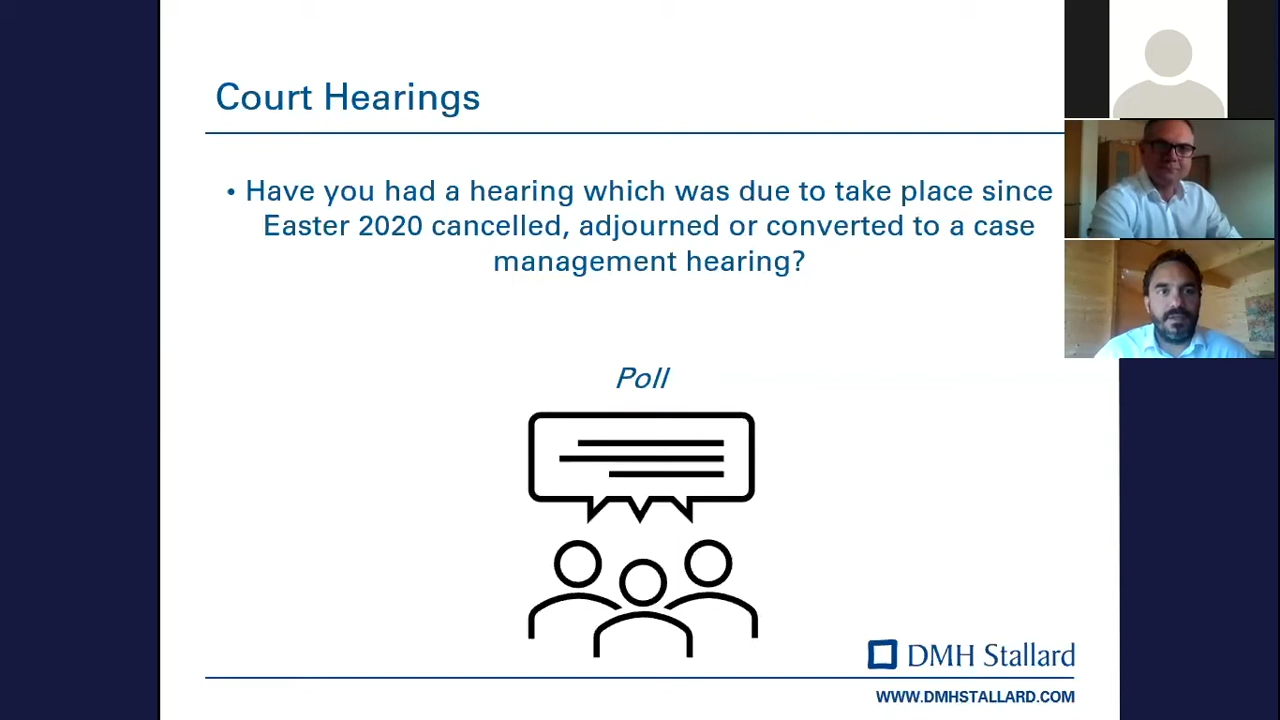 Court Hearings
• Have you had a hearing which was due to take place since
Easter 2020 cancelled, adjourned or converted to a case
management hearing?
Poll
DMH Stallard
WWW.DMHSTALLARD.COM